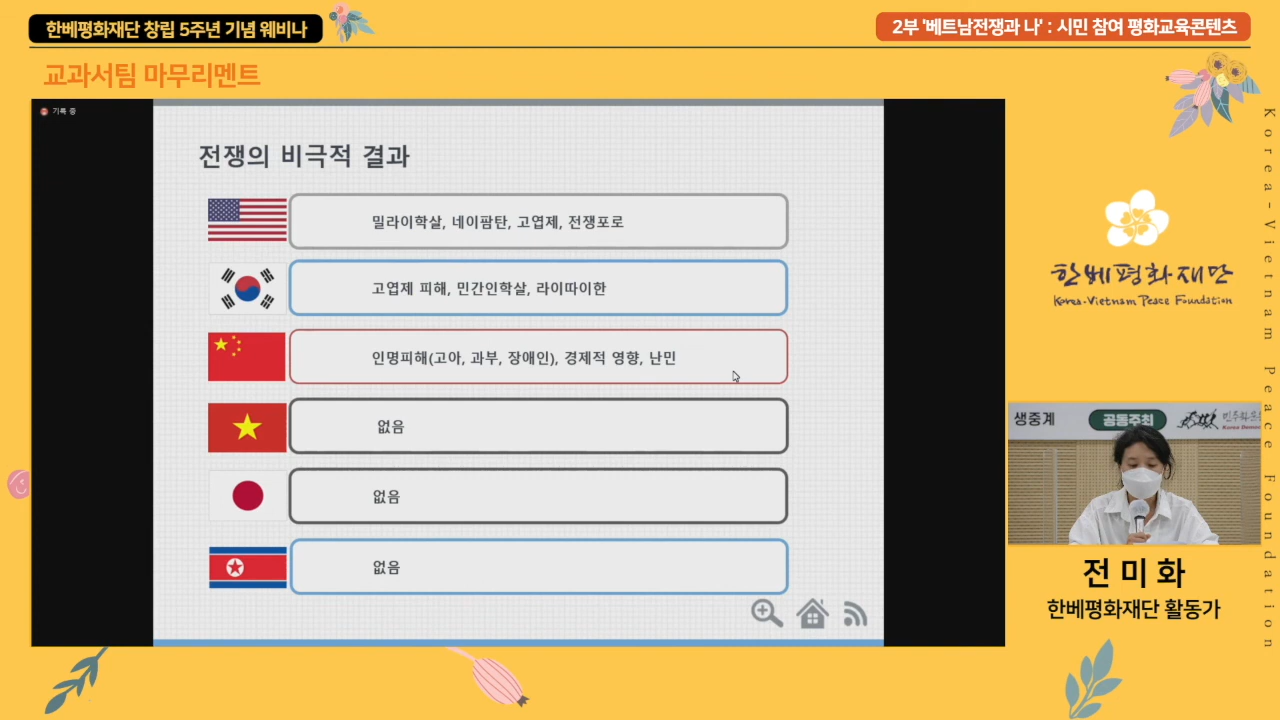 한베평화재단 창립 5주년 기념 웨비나
2부 '베트남전쟁과 나' : 시민 참여 평화교육콘텐츠
교과서팀 마무리멘트
기록 중
전쟁의 비극적 결과
밀라이학살, 네이팜탄, 고엽제, 전쟁포로
고엽제 피해, 민간인학살, 라이따이한
인명피해(고아, 과부, 장애인), 경제적 영향, 난민
없음
없음
없음
한베평화재단
Korea-Vietnam Peace Foundation
생중계
공동주최
전 미 화
한베평화재단 활동가
Korea-Vietnam Peace Foundation